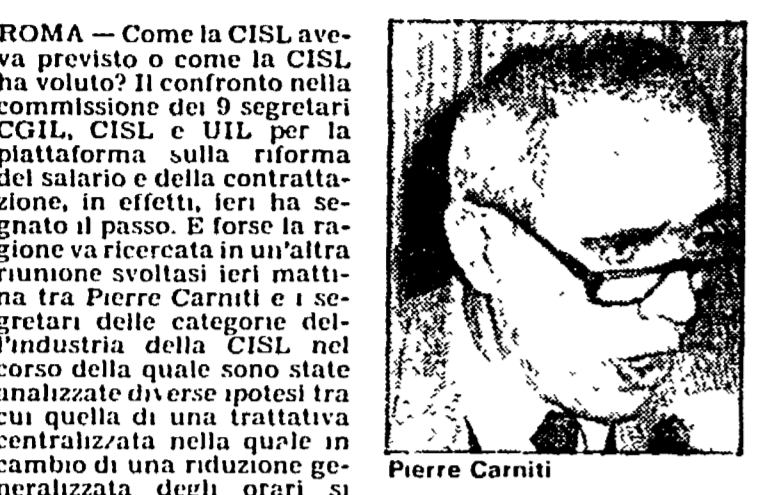 ROMA — Come la CISL ave-
va previsto o come la CISL
ha voluto? Il confronto nella
commissione dei 9 segretari
CGIL, CISL e UIL per la
piattaforma sulla riforma
del salario e della contratta-
zione, in effetti, ieri ha se-
gnato il passo. E forse la ra-
gione va ricercata in un'altra
riunione svoltasi ieri matti-
na tra Pierre Carniti e i se-
gretari delle categorie del-
l'industria della CISL nel
corso della quale sono state
analizzate diverse ipotesi tra
cui quella di una trattativa
centralizzata nella quale in
cambio di una riduzione ge-
neralizzata degli orari si
Pierre Carniti